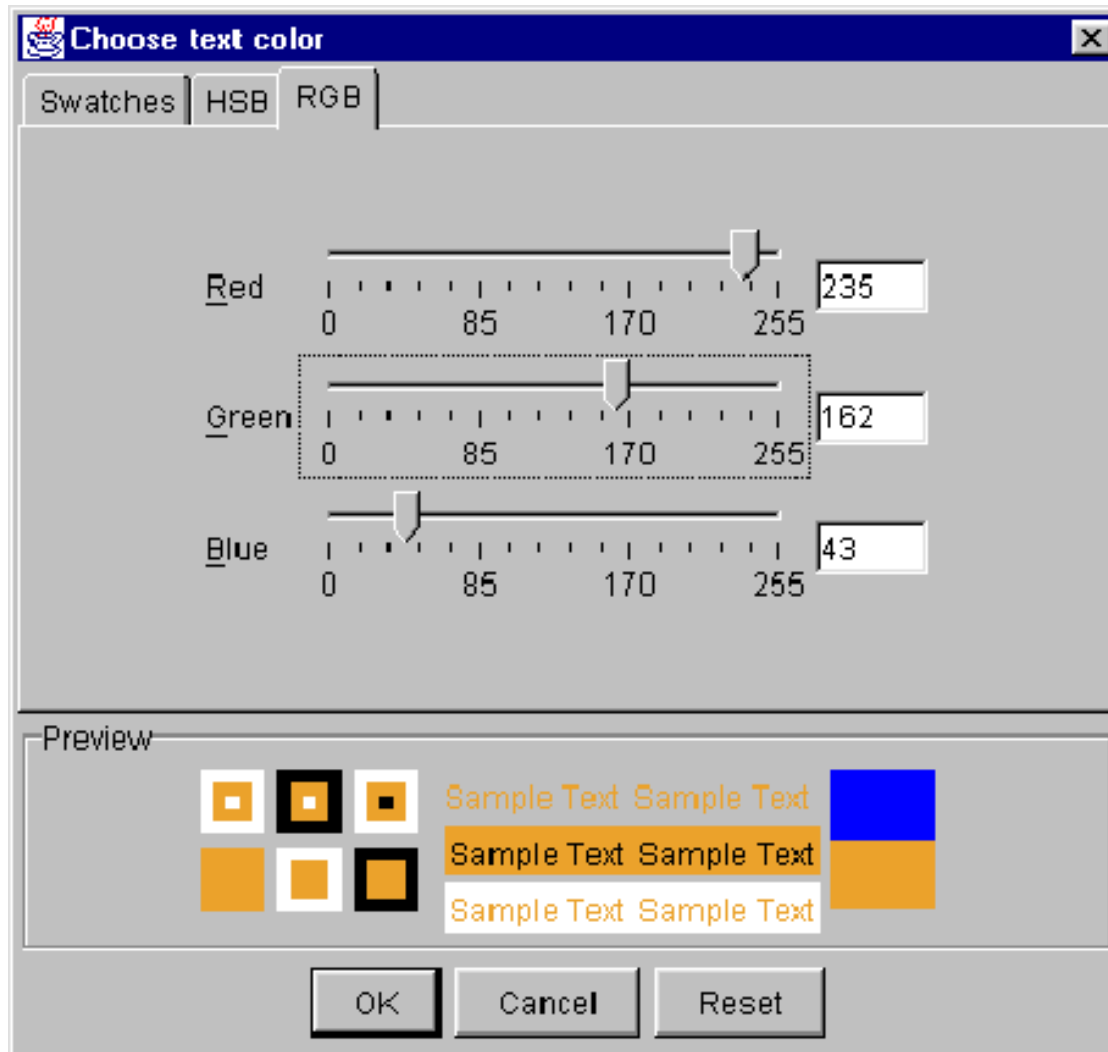 Choose text color
Swatches HSB RGB
Red 235
0 85 170 255
Green 162
0 85 170 255
Blue 43
0 85 170 255
Preview
Sample Text Sample Text
Sample Text Sample Text
Sample Text Sample Text
OK Cancel Reset